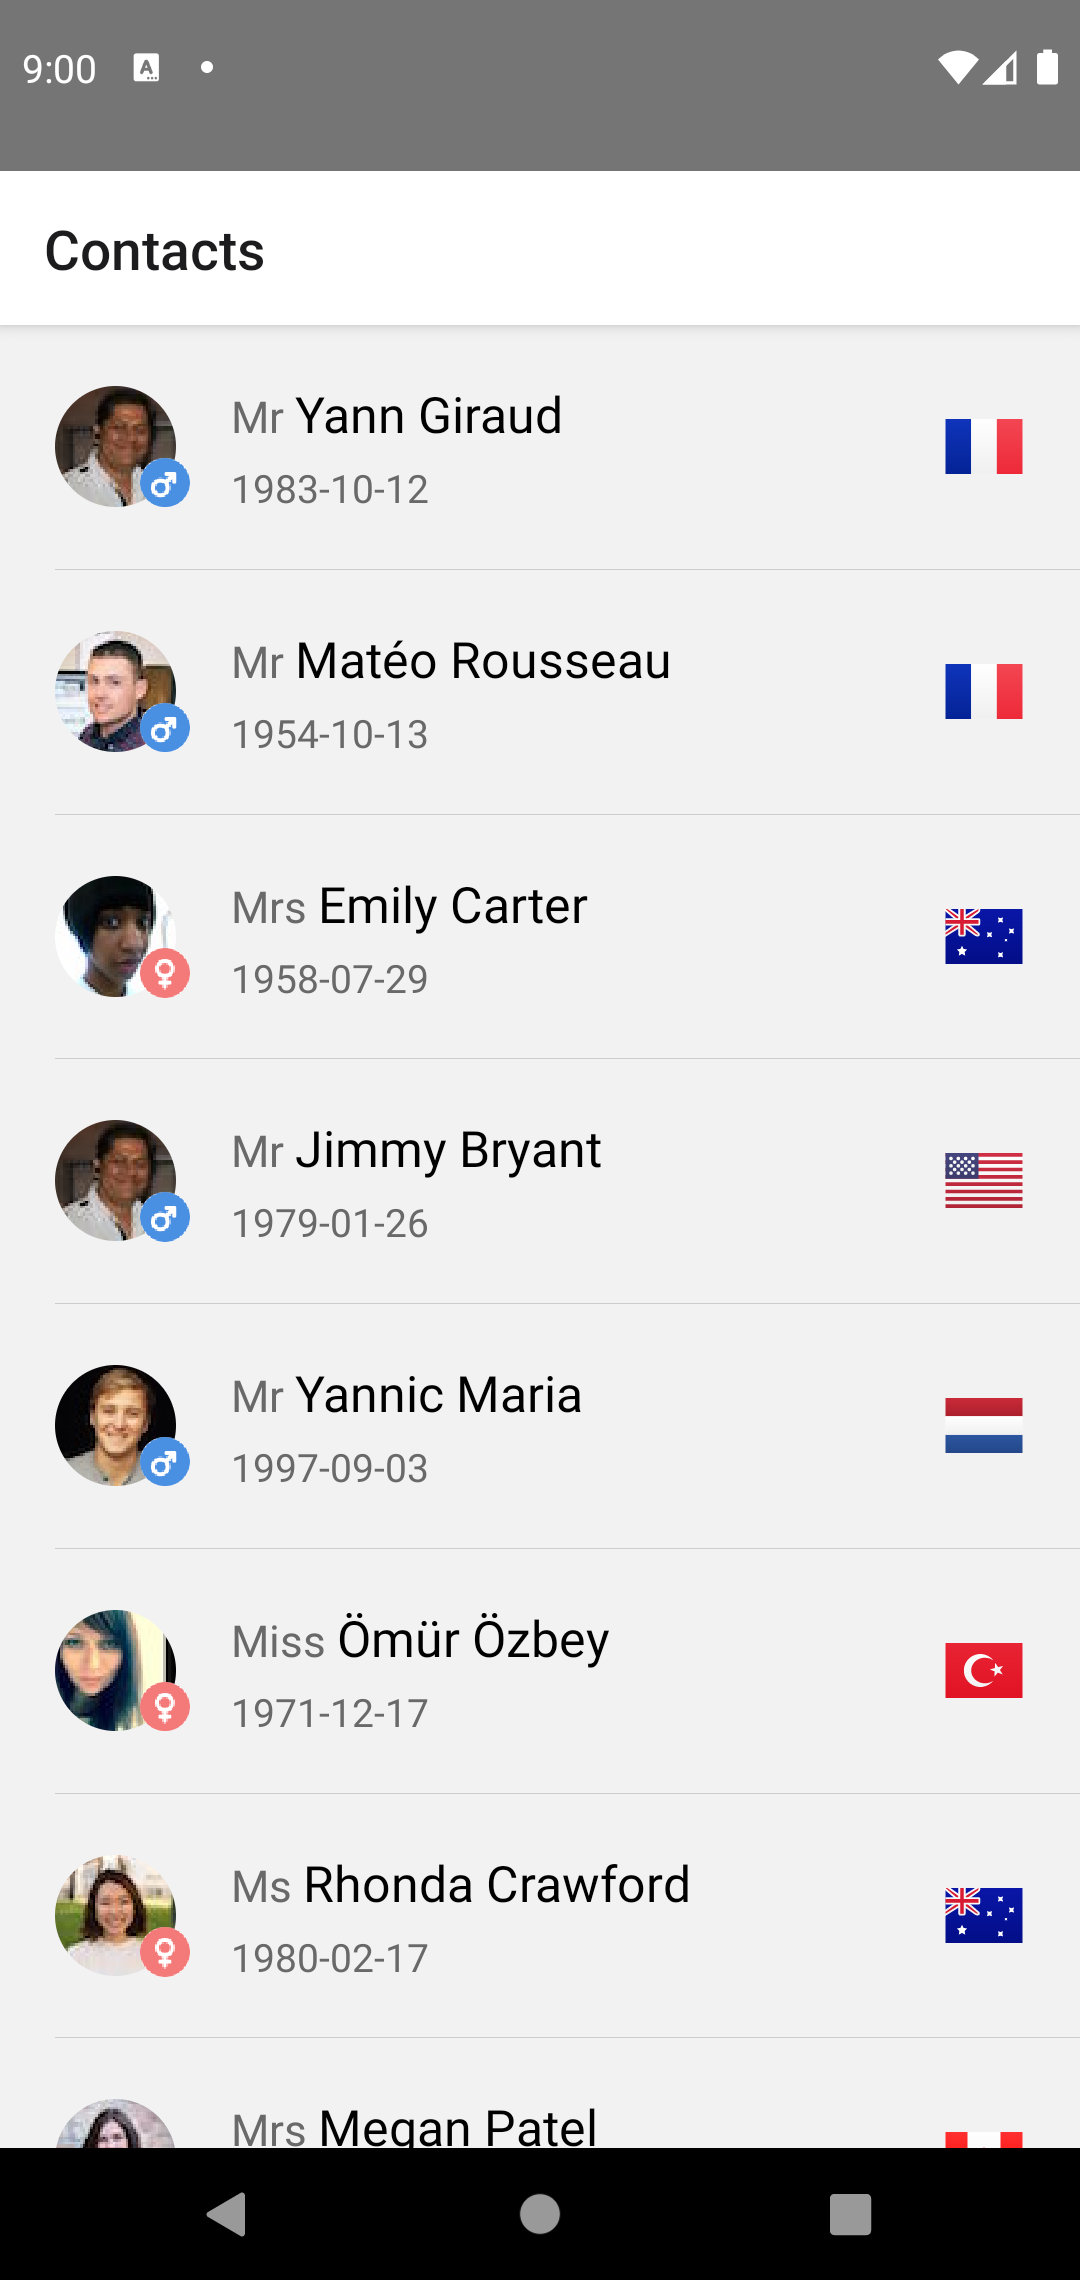 9:00
Contacts
Mr Yann Giraud
1983-10-12
Mr Matéo Rousseau
1954-10-13
Mrs Emily Carter
1958-07-29
Mr Jimmy Bryant
1979-01-26
Mr Yannic Maria
1997-09-03
Miss Ömür Özbey
1971-12-17
Ms Rhonda Crawford
1980-02-17
Mrs Megan Patel